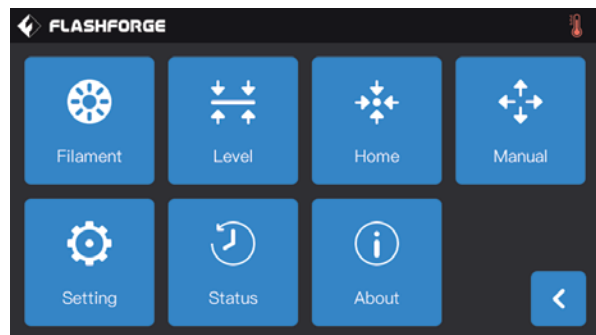 FLASHFORGE
Filament
Level
Home
Manual
Setting
Status
About